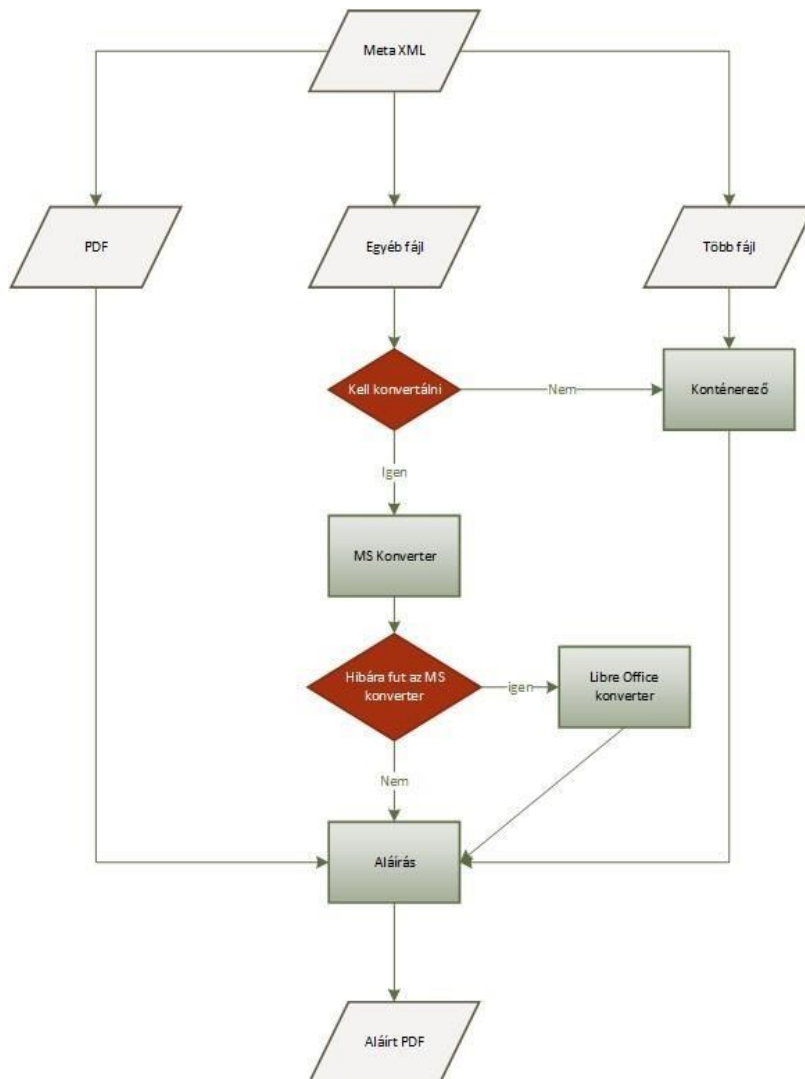 Meta XML
PDF
Egyéb fájl
Több fájl
Kell konvertálni
Nem
Konténerező
Igen
MS Konverter
Hibára fut az MS
konverter
igen
Libre Office
konverter
Nem
Aláírás
Aláírt PDF